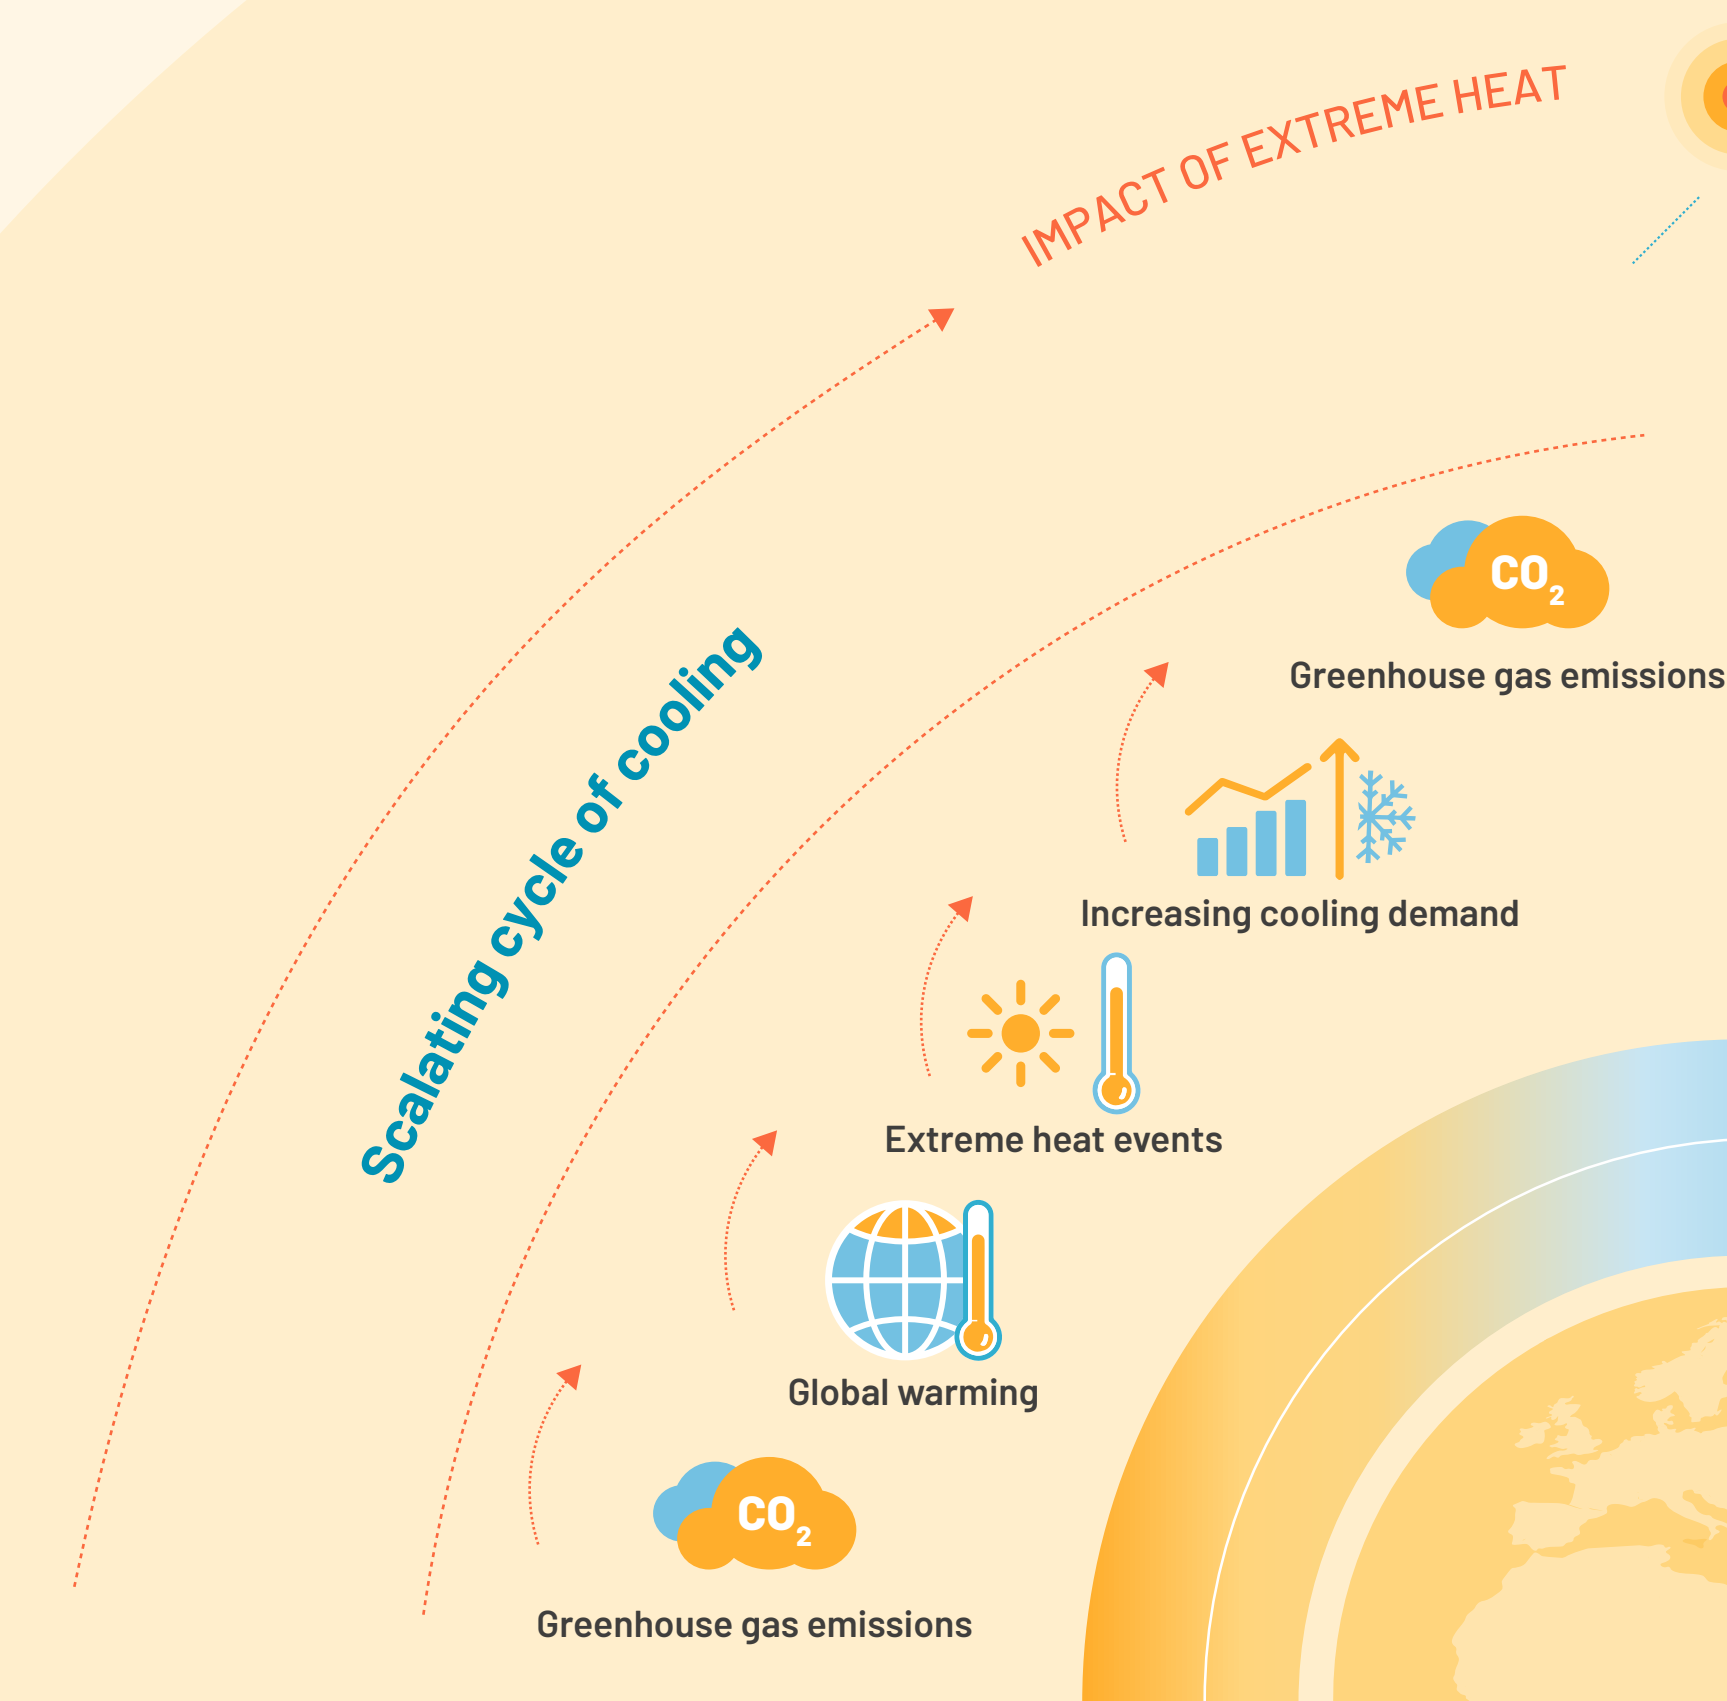 IMPACT OF EXTREME HEAT
Scalating cycle of cooling
CO2
Greenhouse gas emissions
Increasing cooling demand
Extreme heat events
Global warming
CO2
Greenhouse gas emissions